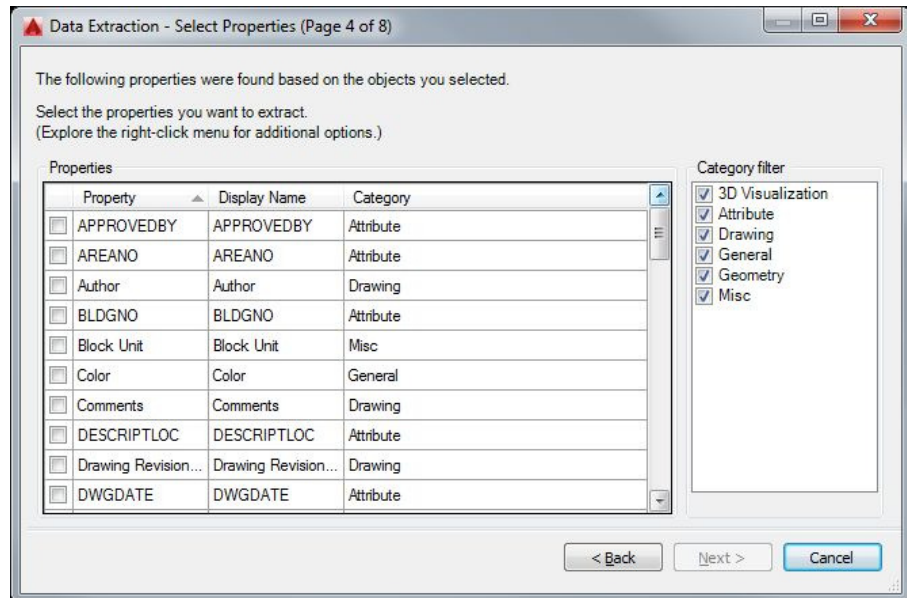 Data Extraction - Select Properties (Page 4 of 8)
The following properties were found based on the objects you selected.
Select the properties you want to extract.
(Explore the right-click menu for additional options.)
Properties
Property Display Name Category
APPROVEDBY APPROVEDBY Attribute
AREANO AREANO Attribute
Author Author Drawing
BLDGNO BLDGNO Attribute
Block Unit Block Unit Misc
Color Color General
Comments Comments Drawing
DESCRIPTLOC DESCRIPTLOC Attribute
Drawing Revision... Drawing Revision... Drawing
DWGDATE DWGDATE Attribute
Category filter
3D Visualization
Attribute
Drawing
General
Geometry
Misc
< Back Next > Cancel